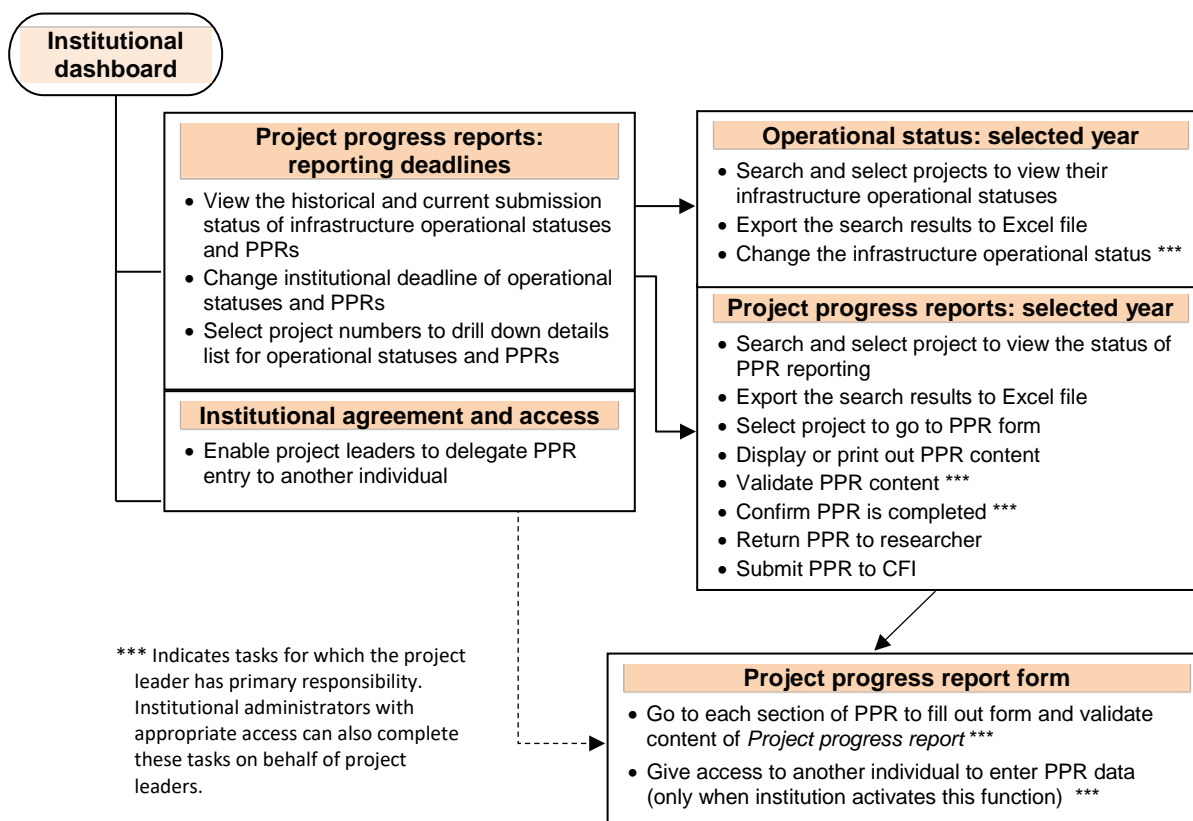 Institutional
dashboard
Project progress reports:
reporting deadlines
• View the historical and current submission
status of infrastructure operational statuses
and PPRs
• Change institutional deadline of operational
statuses and PPRs
• Select project numbers to drill down details
list for operational statuses and PPRs
Institutional agreement and access
• Enable project leaders to delegate PPR
entry to another individual
Operational status: selected year
• Search and select projects to view their
infrastructure operational statuses
• Export the search results to Excel file
• Change the infrastructure operational status ***
Project progress reports: selected year
• Search and select project to view the status of
PPR reporting
• Export the search results to Excel file
• Select project to go to PPR form
• Display or print out PPR content
• Validate PPR content ***
• Confirm PPR is completed ***
• Return PPR to researcher
• Submit PPR to CFI
*** Indicates tasks for which the project
leader has primary responsibility.
Institutional administrators with
appropriate access can also complete
these tasks on behalf of project
leaders.
Project progress report form
• Go to each section of PPR to fill out form and validate
content of Project progress report ***
• Give access to another individual to enter PPR data
(only when institution activates this function) ***